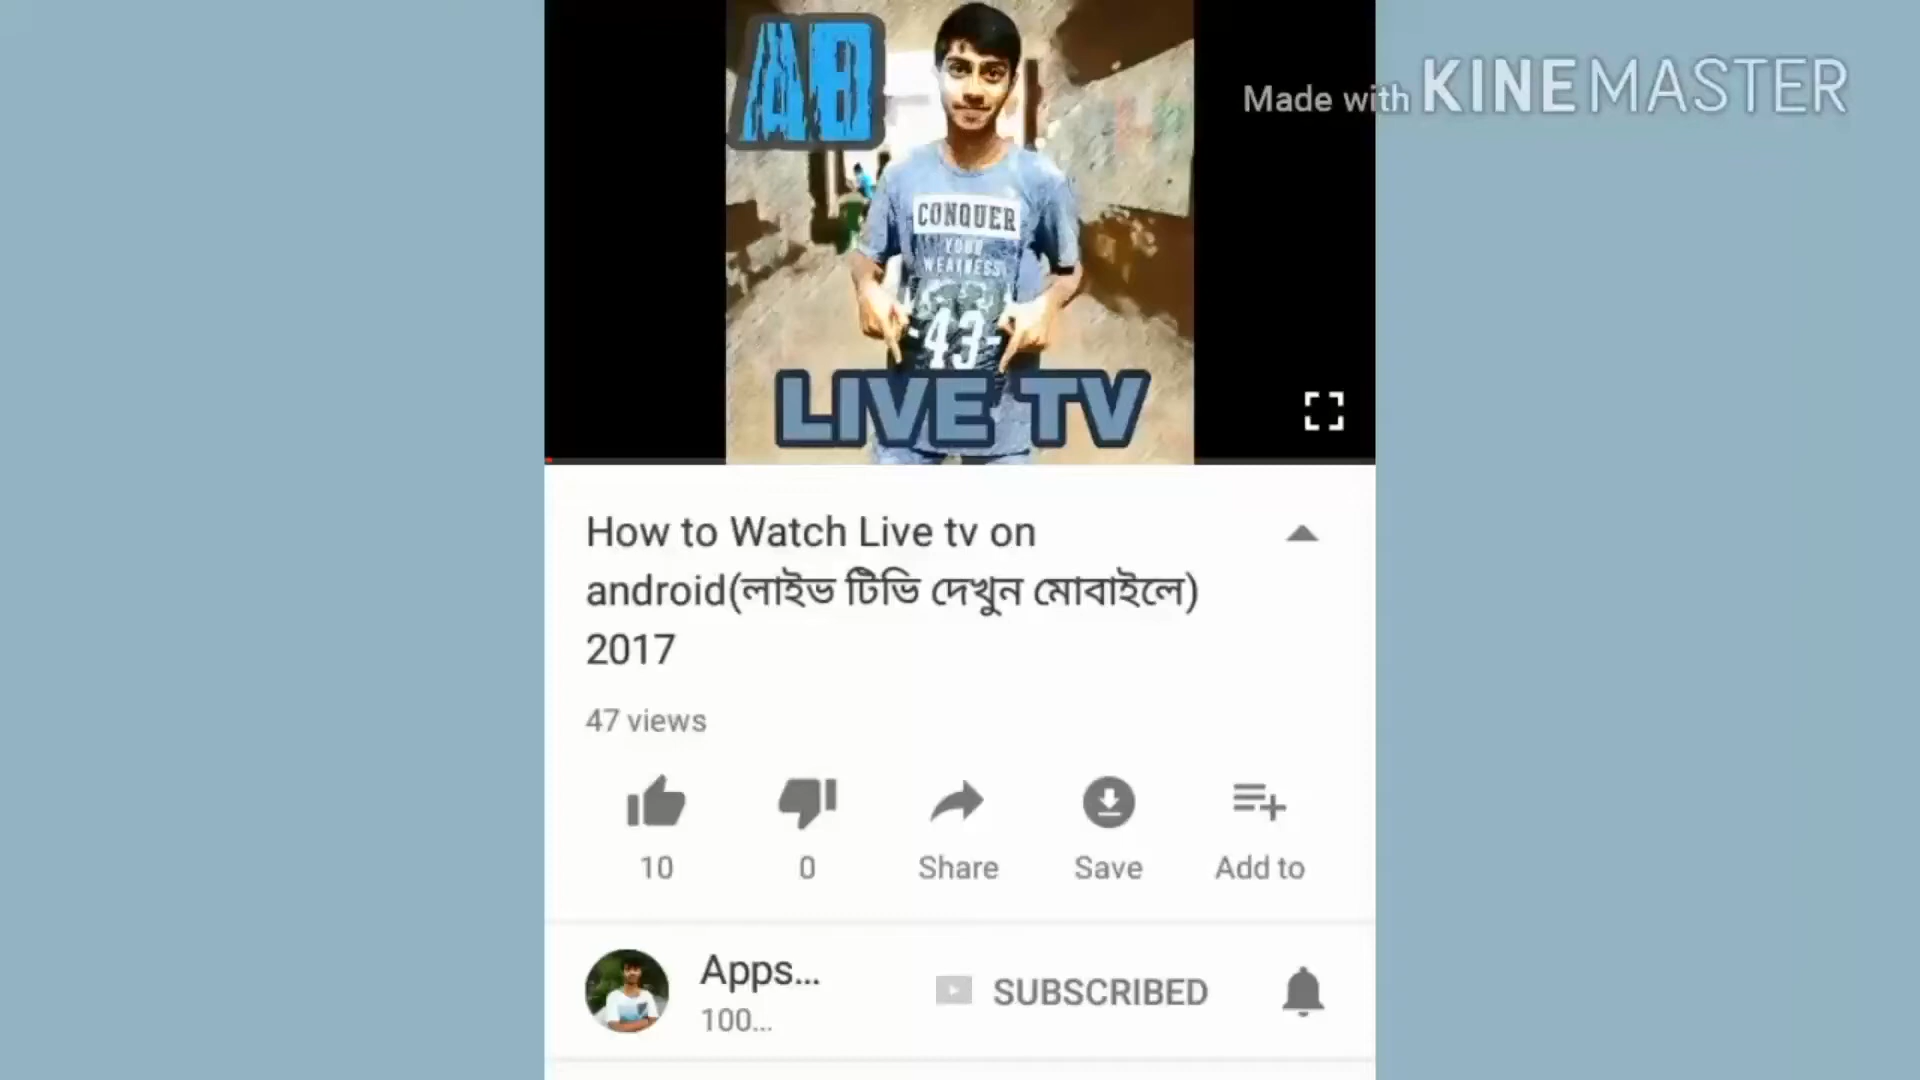 AB
Made with KINEMASTER
CONQUER
YOUR
WEAKNESS
-43-
LIVE TV
How to Watch Live tv on
android(লাইভ টিভি দেখুন মোবাইলে)
2017
47 views
10 0 Share Save Add to
Apps... SUBSCRIBED
100...